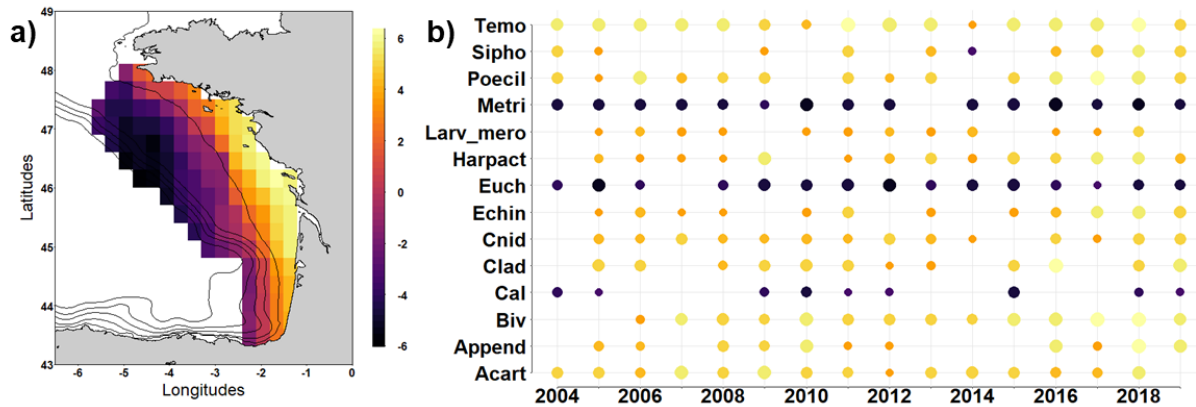 a)
Latitudes
49
48
47
46
45
44
43
-6
-5
-4
-3
-2
-1
0
Longitudes
6
4
2
0
-2
-4
-6
b)
Temo
Sipho
Poecil
Metri
Larv_mero
Harpact
Euch
Echin
Cnid
Clad
Cal
Biv
Append
Acart
2004 2006 2008 2010 2012 2014 2016 2018